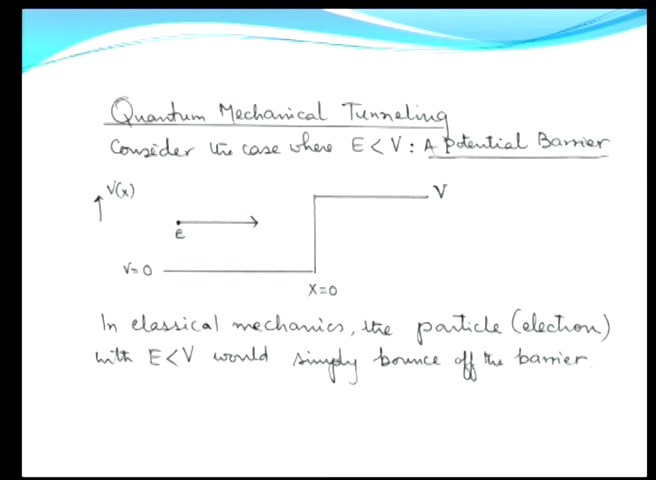 Quantum Mechanical Tunneling
Consider the case where E < V : A potential Barrier
V(x)
V
E
V=0
X=0
In classical mechanics, the particle (electron)
with E<V would simply bounce off the barrier.